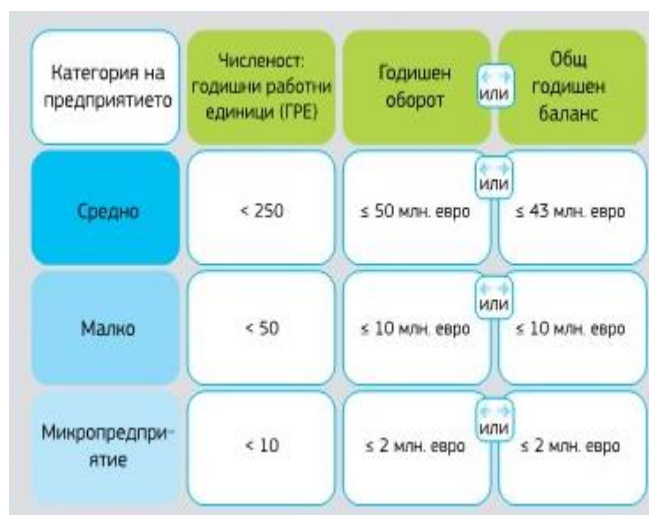 Категория на
предприятието
Численост:
годишни работни
единици (ГРЕ)
Годишен
оборот
или
Общ
годишен
баланс
Средно
< 250
≤ 50 млн. евро
или
≤ 43 млн. евро
Малко
< 50
≤ 10 млн. евро
или
≤ 10 млн. евро
Микропредпри-
ятие
< 10
≤ 2 млн. евро
или
≤ 2 млн. евро